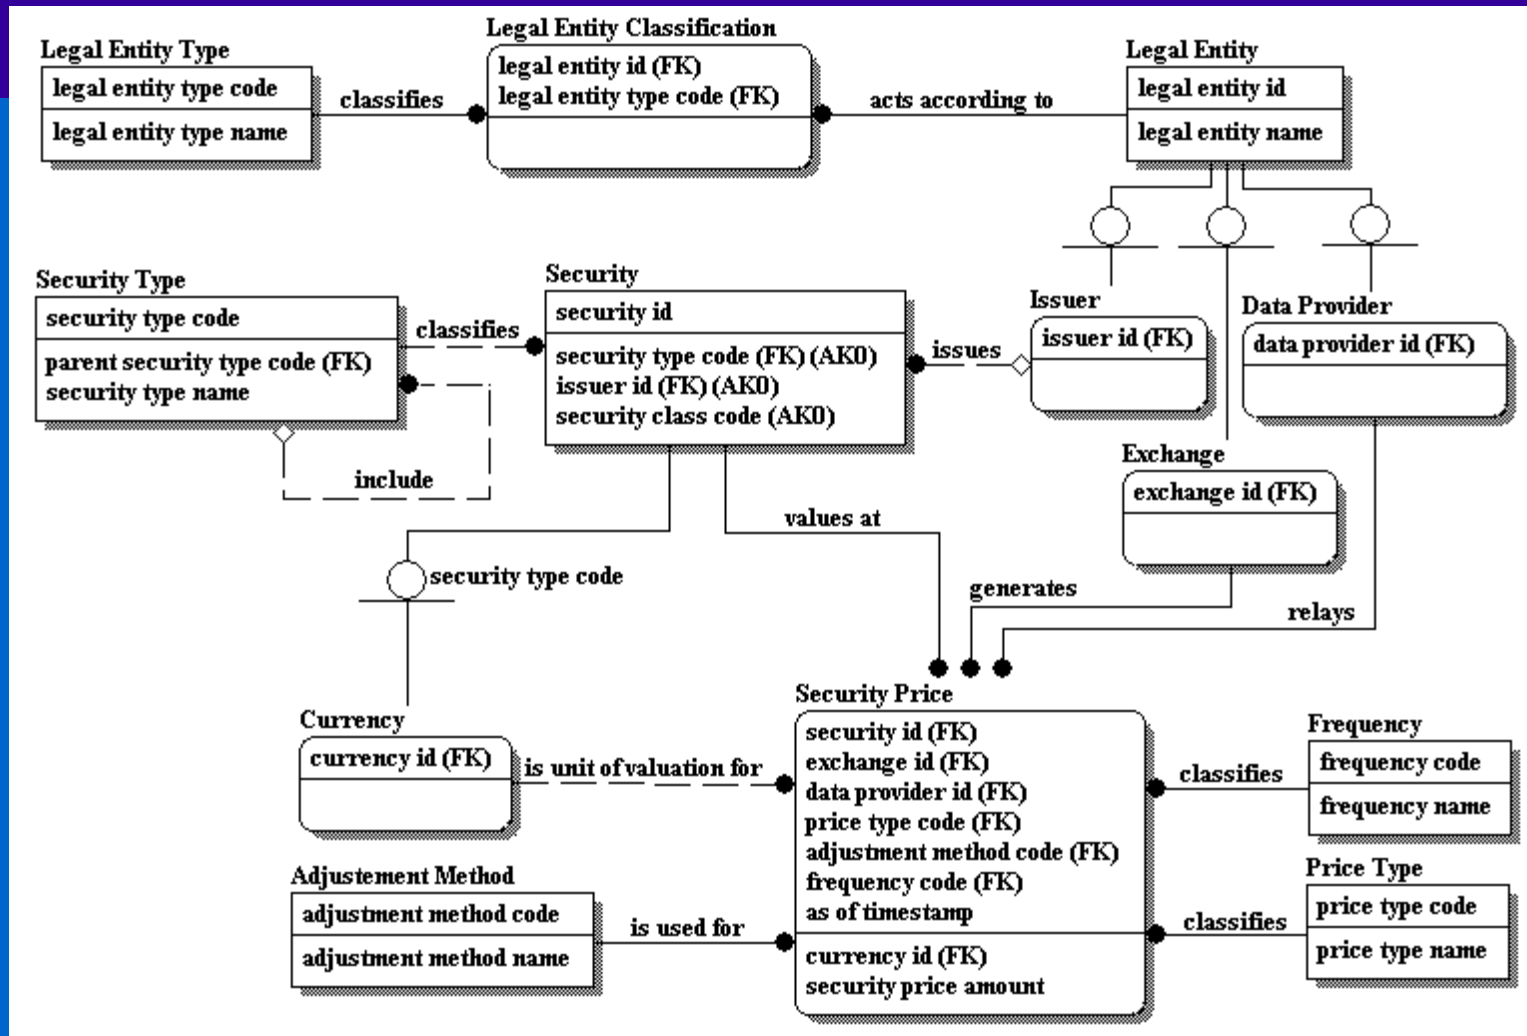 Legal Entity Type
legal entity type code
legal entity type name
classifies
Legal Entity Classification
legal entity id (FK)
legal entity type code (FK)
acts according to
Legal Entity
legal entity id
legal entity name
Security Type
security type code
parent security type code (FK)
security type name
include
classifies
Security
security id
security type code (FK) (AK0)
issuer id (FK) (AK0)
security class code (AK0)
issues
Issuer
issuer id (FK)
Data Provider
data provider id (FK)
Exchange
exchange id (FK)
values at
generates
relays
security type code
Currency
currency id (FK)
is unit of valuation for
Adjustement Method
adjustment method code
adjustment method name
is used for
Security Price
security id (FK)
exchange id (FK)
data provider id (FK)
price type code (FK)
adjustment method code (FK)
frequency code (FK)
as of timestamp
currency id (FK)
security price amount
classifies
Frequency
frequency code
frequency name
classifies
Price Type
price type code
price type name